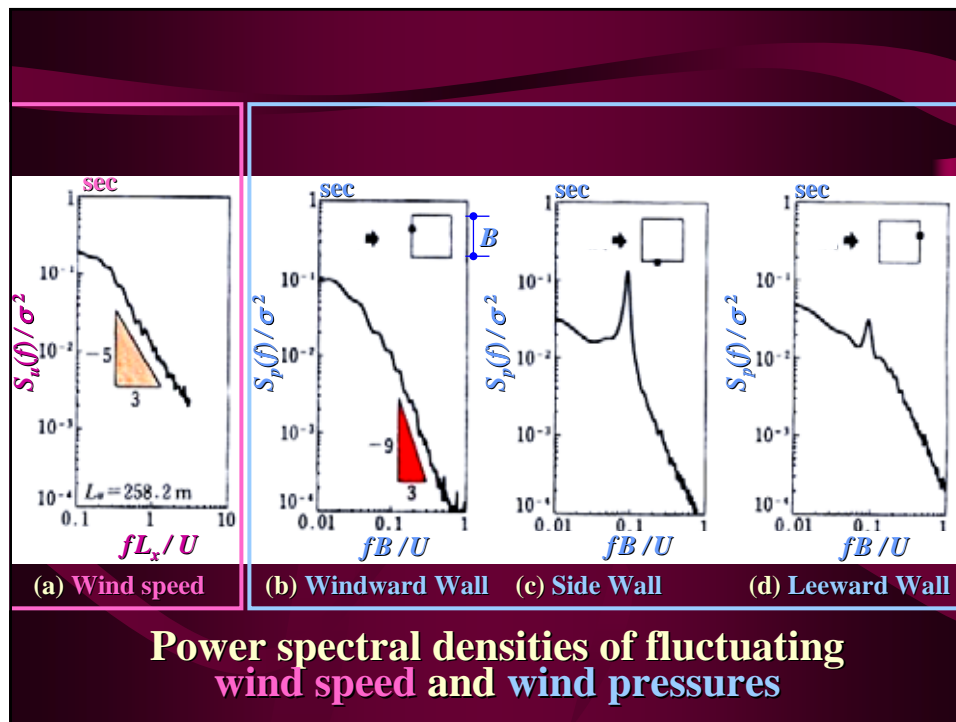 sec
1
10⁻¹
10⁻²
10⁻³
10⁻⁴
Su(f)/σ²
−5
3
Lₑ=258.2 m
0.1 1 10
fLx/U
(a) Wind speed
sec
1
10⁻¹
10⁻²
10⁻³
10⁻⁴
Sp(f)/σ²
B
−9
3
0.01 0.1 1
fB/U
(b) Windward Wall
sec
1
10⁻¹
10⁻²
10⁻³
10⁻⁴
Sp(f)/σ²
0.01 0.1 1
fB/U
(c) Side Wall
sec
1
10⁻¹
10⁻²
10⁻³
10⁻⁴
Sp(f)/σ²
0.01 0.1 1
fB/U
(d) Leeward Wall
Power spectral densities of fluctuating
wind speed and wind pressures